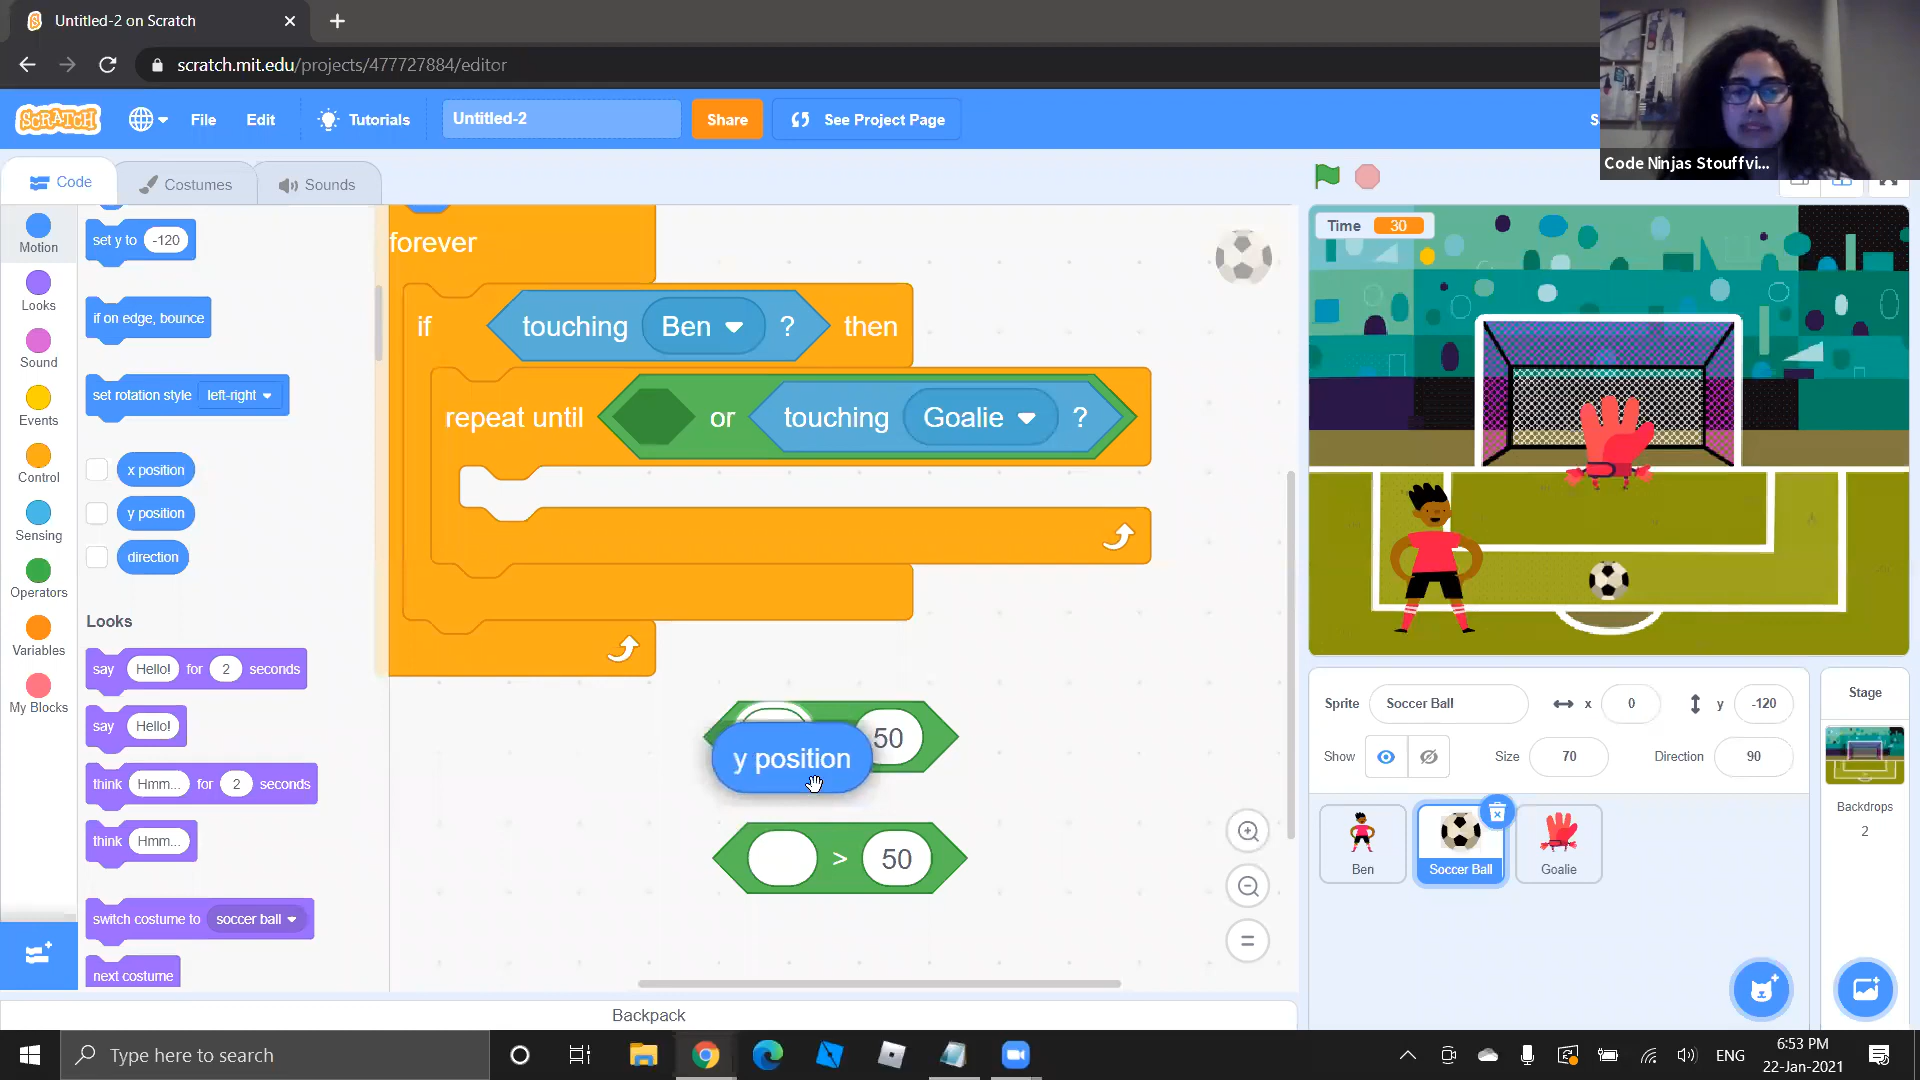 Untitled-2 on Scratch
scratch.mit.edu/projects/477727884/editor
SCRATCH
File
Edit
Tutorials
Untitled-2
Share
See Project Page
Code Ninjas Stouffvi...
Code
Costumes
Sounds
Motion
Looks
Sound
Events
Control
Sensing
Operators
Variables
My Blocks
set y to -120
if on edge, bounce
set rotation style left-right
x position
y position
direction
Looks
say Hello! for 2 seconds
say Hello!
think Hmm... for 2 seconds
think Hmm...
switch costume to soccer ball
next costume
forever
if touching Ben ? then
repeat until or touching Goalie ?
50
y position
> 50
Backpack
Time 30
Sprite Soccer Ball x 0 y -120
Show Size 70 Direction 90
Ben
Soccer Ball
Goalie
Stage
Backdrops
2
Type here to search
ENG
6:53 PM
22-Jan-2021